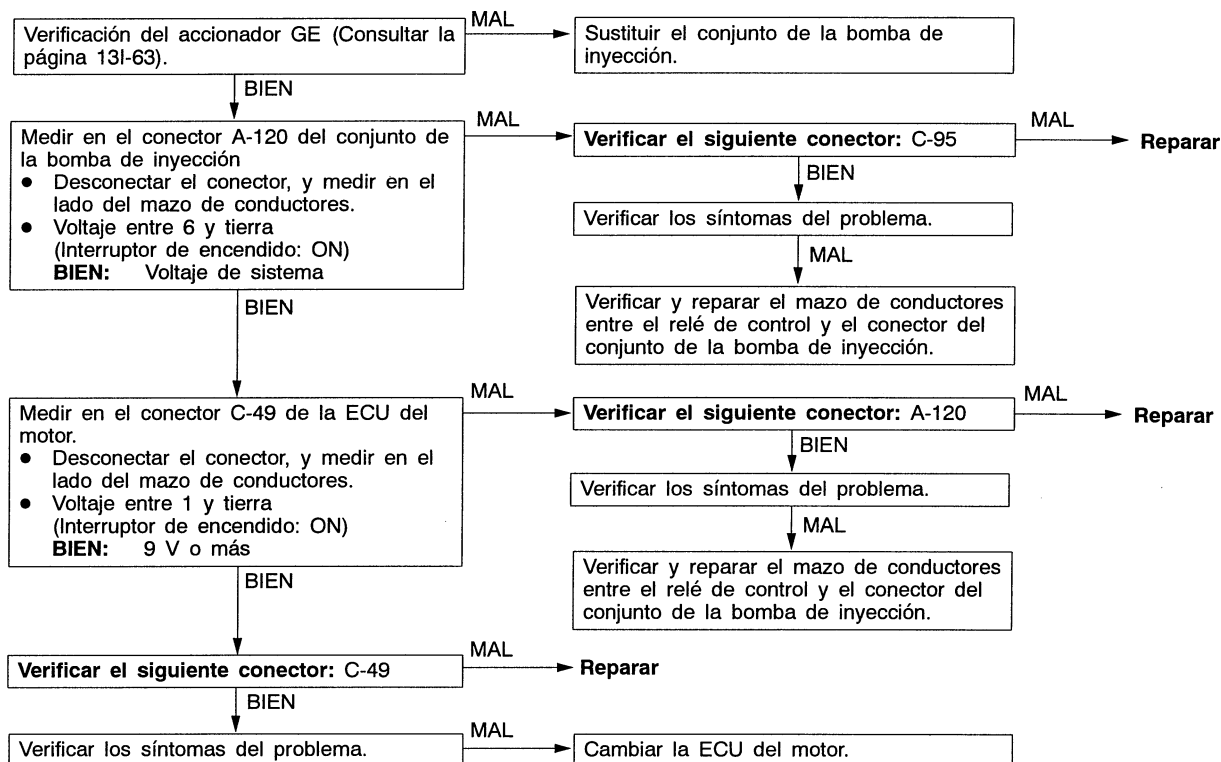 Verificación del accionador GE (Consultar la
página 13I-63).
MAL
Sustituir el conjunto de la bomba de
inyección.
BIEN
Medir en el conector A-120 del conjunto de
la bomba de inyección
● Desconectar el conector, y medir en el
lado del mazo de conductores.
● Voltaje entre 6 y tierra
(Interruptor de encendido: ON)
BIEN: Voltaje de sistema
MAL
Verificar el siguiente conector: C-95
MAL
Reparar
BIEN
Verificar los síntomas del problema.
MAL
Verificar y reparar el mazo de conductores
entre el relé de control y el conector del
conjunto de la bomba de inyección.
BIEN
Medir en el conector C-49 de la ECU del
motor.
● Desconectar el conector, y medir en el
lado del mazo de conductores.
● Voltaje entre 1 y tierra
(Interruptor de encendido: ON)
BIEN: 9 V o más
MAL
Verificar el siguiente conector: A-120
MAL
Reparar
BIEN
Verificar los síntomas del problema.
MAL
Verificar y reparar el mazo de conductores
entre el relé de control y el conector del
conjunto de la bomba de inyección.
BIEN
Verificar el siguiente conector: C-49
MAL
Reparar
BIEN
Verificar los síntomas del problema.
MAL
Cambiar la ECU del motor.